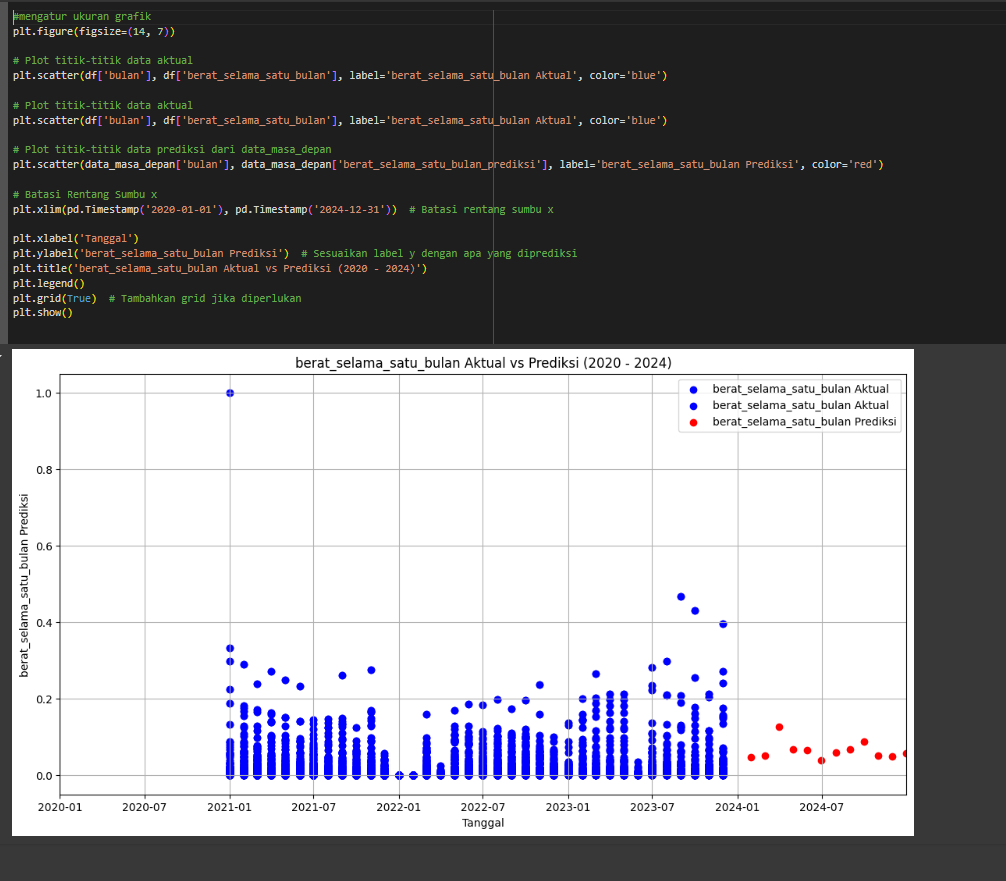 #mengatur ukuran grafik
plt.figure(figsize=(14, 7))
# Plot titik-titik data aktual
plt.scatter(df['bulan'], df['berat_selama_satu_bulan'], label='berat_selama_satu_bulan Aktual', color='blue')
# Plot titik-titik data aktual
plt.scatter(df['bulan'], df['berat_selama_satu_bulan'], label='berat_selama_satu_bulan Aktual', color='blue')
# Plot titik-titik data prediksi dari data_masa_depan
plt.scatter(data_masa_depan['bulan'], data_masa_depan['berat_selama_satu_bulan_prediksi'], label='berat_selama_satu_bulan Prediksi', color='red')
# Batasi Rentang Sumbu x
plt.xlim(pd.Timestamp('2020-01-01'), pd.Timestamp('2024-12-31'))  # Batasi rentang sumbu x
plt.xlabel('Tanggal')
plt.ylabel('berat_selama_satu_bulan Prediksi')  # Sesuaikan label y dengan apa yang diprediksi
plt.title('berat_selama_satu_bulan Aktual vs Prediksi (2020 - 2024)')
plt.legend()
plt.grid(True)  # Tambahkan grid jika diperlukan
plt.show()
berat_selama_satu_bulan Aktual vs Prediksi (2020 - 2024)
berat_selama_satu_bulan Aktual
berat_selama_satu_bulan Aktual
berat_selama_satu_bulan Prediksi
berat_selama_satu_bulan Prediksi
1.0
0.8
0.6
0.4
0.2
0.0
2020-01 2020-07 2021-01 2021-07 2022-01 2022-07 2023-01 2023-07 2024-01 2024-07
Tanggal